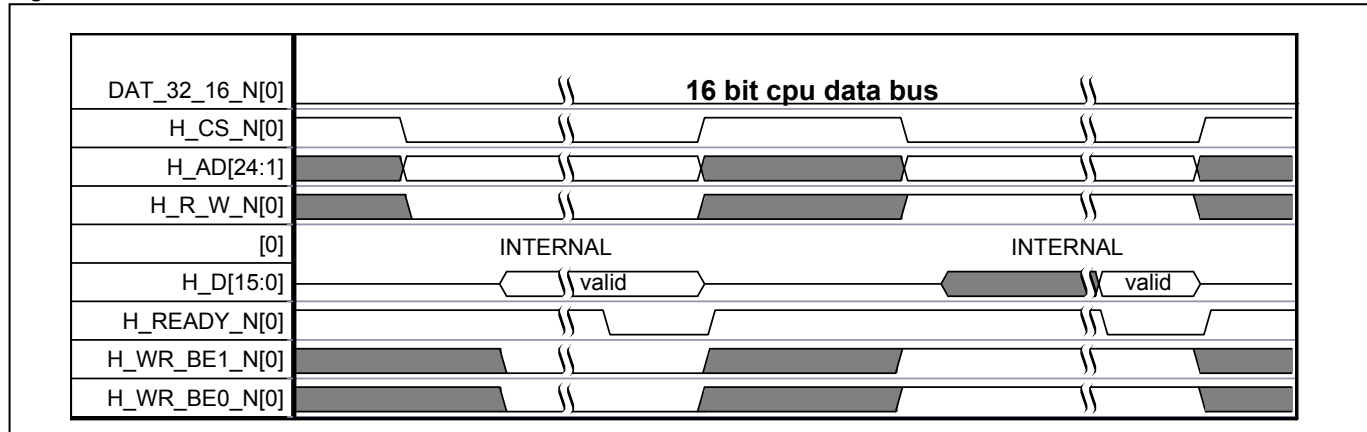 DAT_32_16_N[0]
16 bit cpu data bus
H_CS_N[0]
H_AD[24:1]
H_R_W_N[0]
[0]
INTERNAL
INTERNAL
H_D[15:0]
valid
valid
H_READY_N[0]
H_WR_BE1_N[0]
H_WR_BE0_N[0]